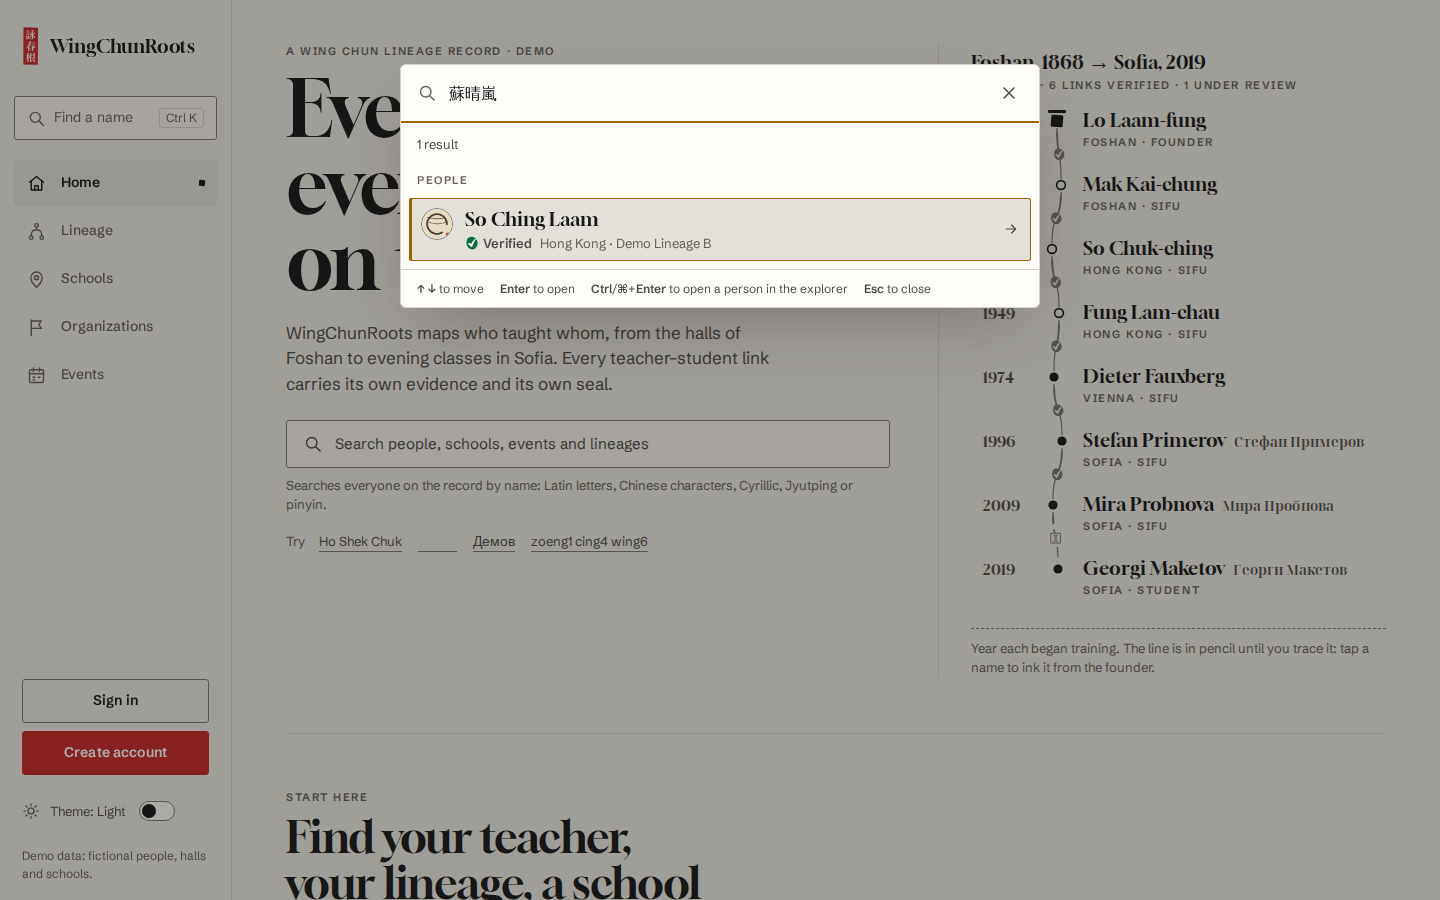 詠春根
WingChunRoots
Find a name
Ctrl K
Home
Lineage
Schools
Organizations
Events
Sign in
Create account
Theme: Light
Demo data: fictional people, halls
and schools.
A WING CHUN LINEAGE RECORD · DEMO
蘇晴嵐
1 result
PEOPLE
So Ching Laam
Verified Hong Kong · Demo Lineage B
↑ ↓ to move Enter to open Ctrl/⌘+Enter to open a person in the explorer Esc to close
on
WingChunRoots maps who taught whom, from the halls of
Foshan to evening classes in Sofia. Every teacher–student link
carries its own evidence and its own seal.
Search people, schools, events and lineages
Searches everyone on the record by name: Latin letters, Chinese characters, Cyrillic, Jyutping or
pinyin.
Try Ho Shek Chuk Демов zoeng1 cing4 wing6
Foshan, 1868 → Sofia, 2019
· 6 LINKS VERIFIED · 1 UNDER REVIEW
Lo Laam-fung
FOSHAN · FOUNDER
Mak Kai-chung
FOSHAN · SIFU
So Chuk-ching
HONG KONG · SIFU
1949 Fung Lam-chau
HONG KONG · SIFU
1974 Dieter Fauxberg
VIENNA · SIFU
1996 Stefan Primerov Стефан Примеров
SOFIA · SIFU
2009 Mira Probnova Мира Пробнова
SOFIA · SIFU
2019 Georgi Maketov Георги Макетов
SOFIA · STUDENT
Year each began training. The line is in pencil until you trace it: tap a
name to ink it from the founder.
START HERE
Find your teacher,
your lineage, a school